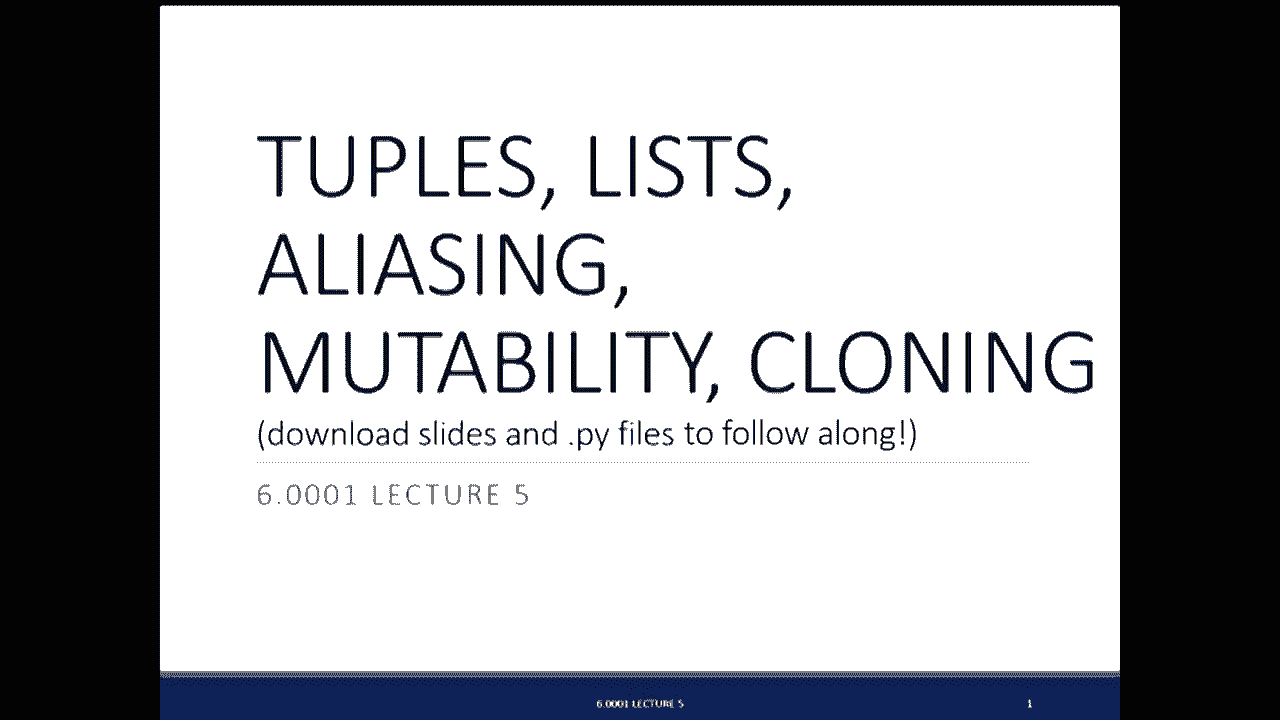 TUPLES, LISTS,
ALIASING,
MUTABILITY, CLONING
(download slides and .py files to follow along!)
6.0001 LECTURE 5
6.0001 LECTURE 5
1